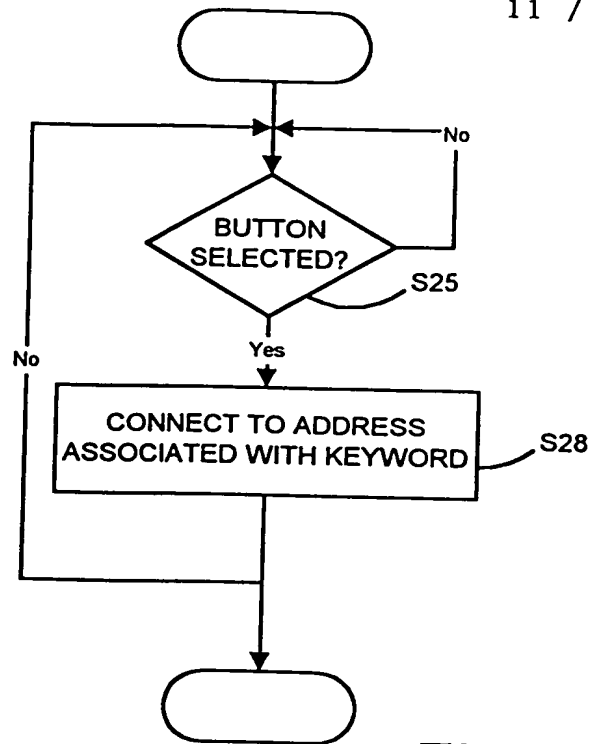 11 /
No
BUTTON
SELECTED?
S25
Yes
No
CONNECT TO ADDRESS
ASSOCIATED WITH KEYWORD
S28